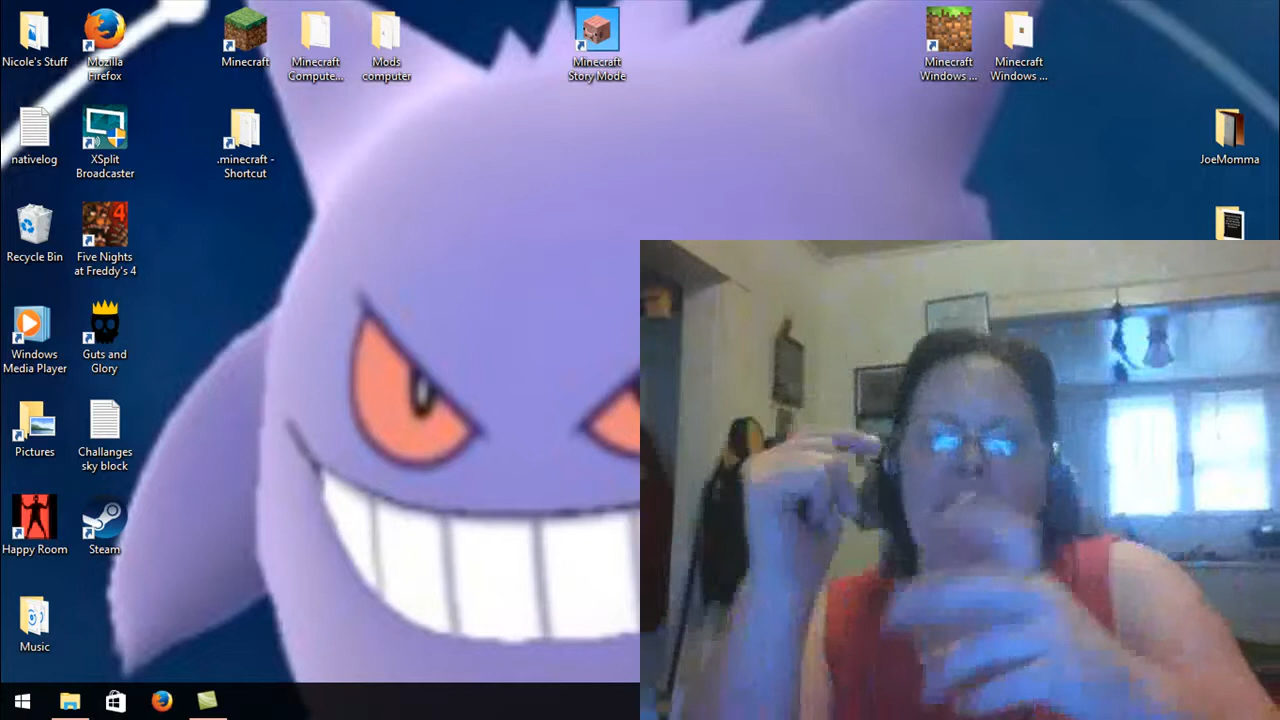 Nicole's Stuff
Mozilla
Firefox
Minecraft
Minecraft
Compute...
Mods
computer
Minecraft
Story Mode
Minecraft
Windows ...
Minecraft
Windows ...
nativelog
XSplit
Broadcaster
.minecraft -
Shortcut
JoeMomma
Recycle Bin
4
Five Nights
at Freddy's 4
Windows
Media Player
Guts and
Glory
Pictures
Challanges
sky block
Happy Room
Steam
Music